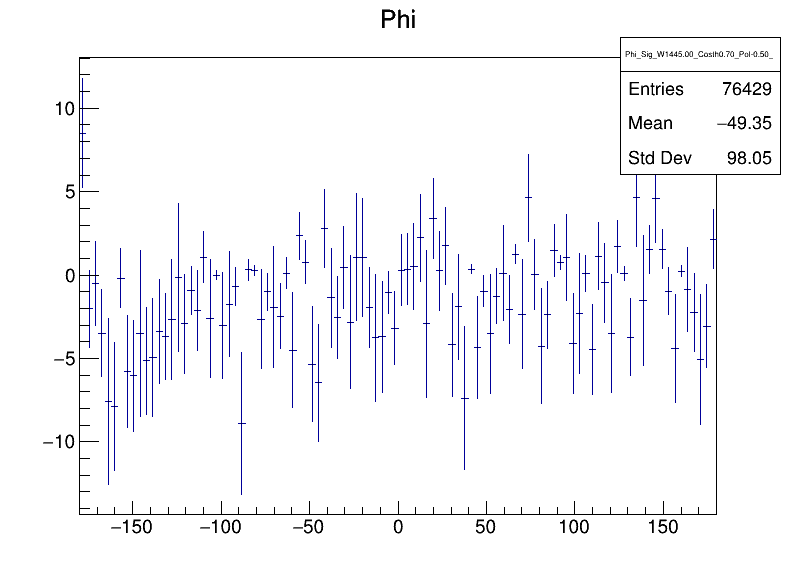 Phi
Phi_Sig_W1445.00_Costh0.70_Pol-0.50_
Entries 76429
Mean −49.35
Std Dev 98.05
10
5
0
−5
−10
−150 −100 −50 0 50 100 150